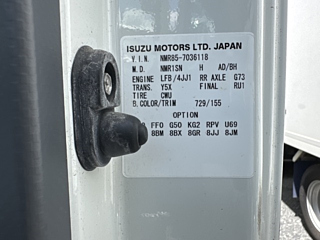 ISUZU MOTORS LTD. JAPAN
V.I.N. NMR85-7036118
M.D. NMR1SN H AD/BH
ENGINE LFB/4JJ1 RR AXLE G73
TRANS. Y5X FINAL RU1
TIRE CWU
B.COLOR/TRIM 729/155
OPTION
FFO G50 KG2 RPV U69
8BM 8BX 8GR 8JJ 8JM